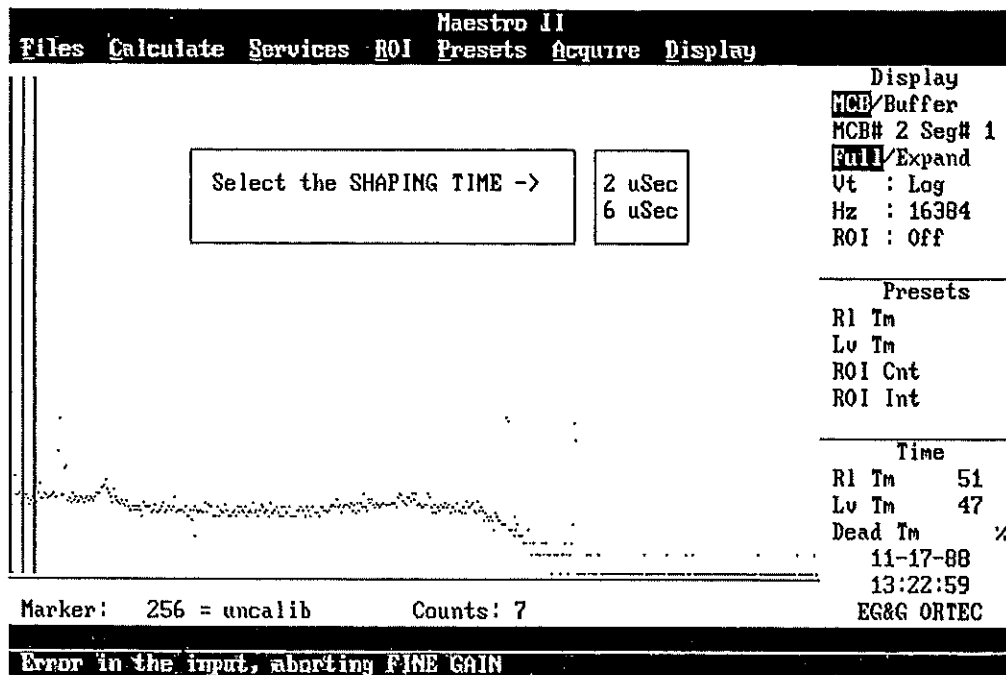 Maestro II
Files Calculate Services ROI Presets Acquire Display
Select the SHAPING TIME ->
2 uSec
6 uSec
Display
MCB/Buffer
MCB# 2 Seg# 1
Full/Expand
Vt : Log
Hz : 16384
ROI : Off
Presets
Rl Tm
Lv Tm
ROI Cnt
ROI Int
Time
Rl Tm 51
Lv Tm 47
Dead Tm %
11-17-88
13:22:59
EG&G ORTEC
Marker: 256 = uncalib Counts: 7
Error in the input, aborting FINE GAIN